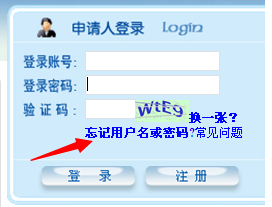 申请人登录 Login
登录账号:
登录密码:
验证码: WtE9 换一张?
忘记用户名或密码?常见问题
登 录 注 册